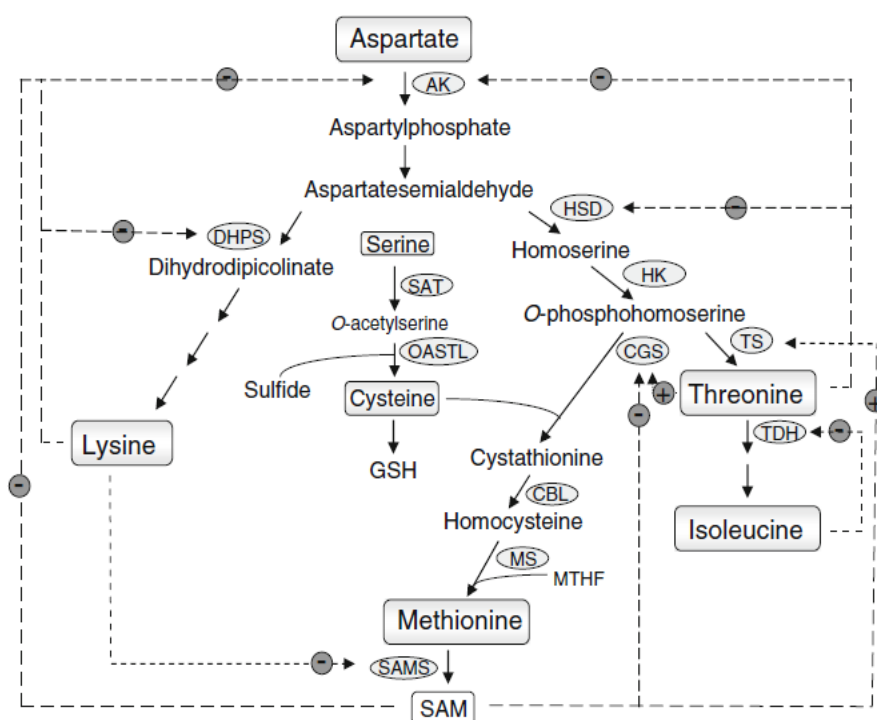 Aspartate
-
-
AK
Aspartylphosphate
Aspartatesemialdehyde
HSD
-
-
DHPS
Serine
Homoserine
Dihydrodipicolinate
SAT
HK
O-acetylserine
O-phosphohomoserine
OASTL
CGS
TS
Sulfide
Cysteine
-
+
Threonine
+
Lysine
TDH
-
GSH
Cystathionine
-
CBL
Homocysteine
Isoleucine
MS
MTHF
Methionine
-
SAMS
SAM